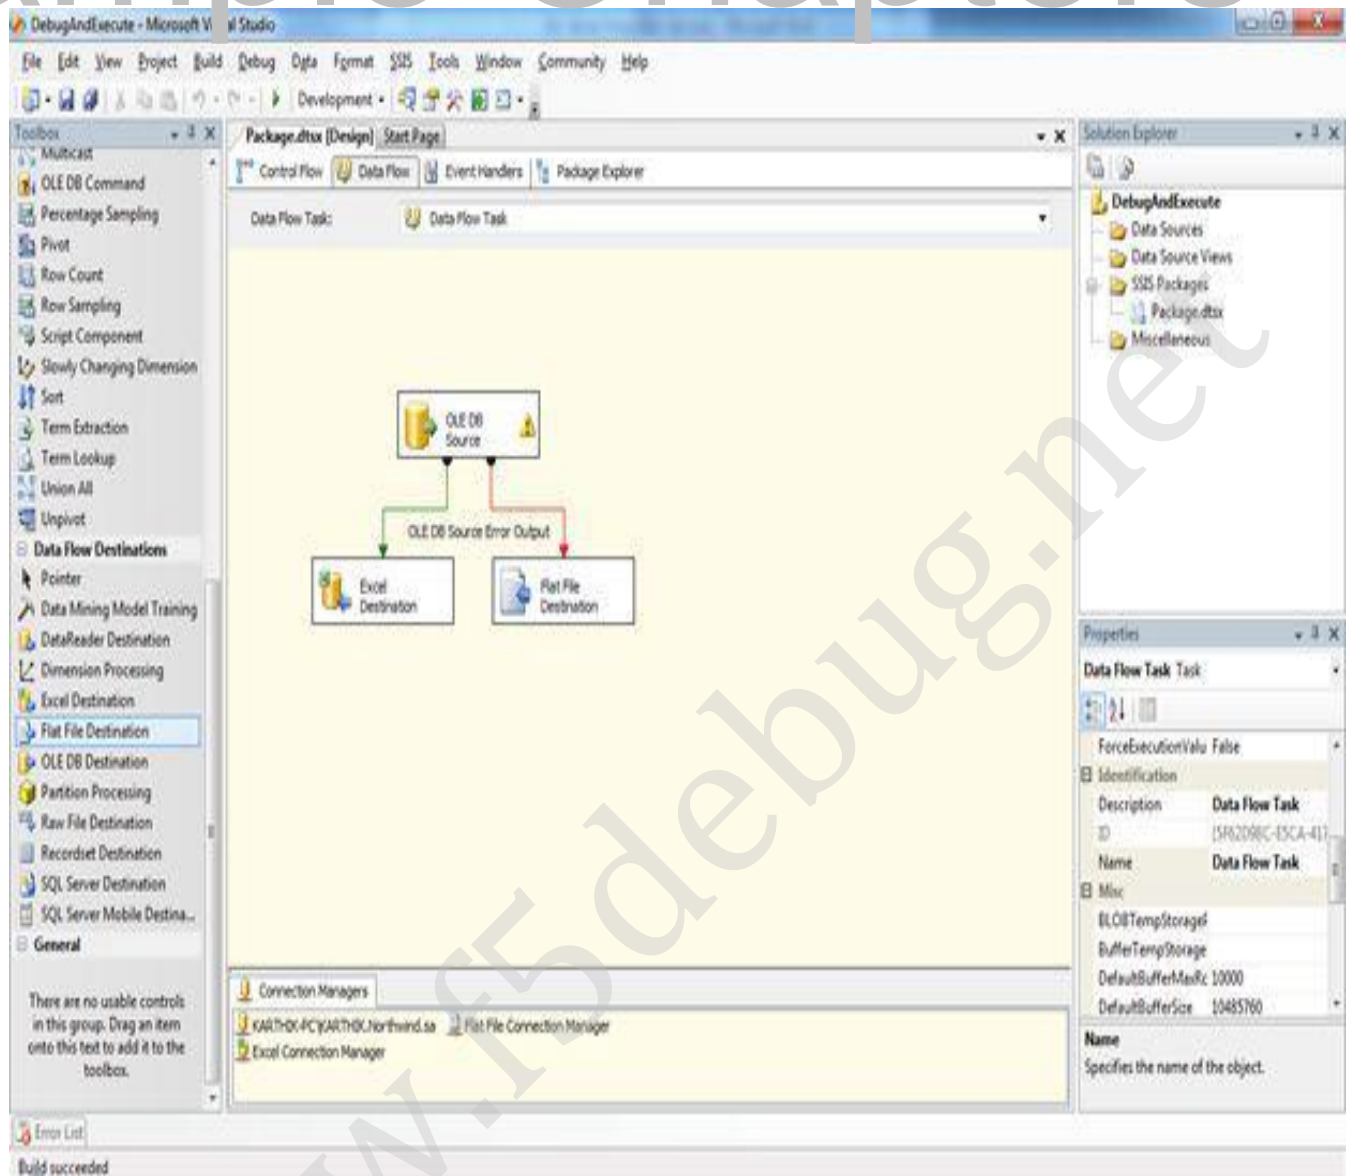 DebugAndExecute - Microsoft Visual Studio
File Edit View Project Build Debug Data Format SSIS Tools Window Community Help
Development
Toolbox
Package.dtsx [Design] Start Page
Solution Explorer
Multicast
OLE DB Command
Percentage Sampling
Pivot
Row Count
Row Sampling
Script Component
Slowly Changing Dimension
Sort
Term Extraction
Term Lookup
Union All
Unpivot
Data Flow Destinations
Pointer
Data Mining Model Training
DataReader Destination
Dimension Processing
Excel Destination
Flat File Destination
OLE DB Destination
Partition Processing
Raw File Destination
Recordset Destination
SQL Server Destination
SQL Server Mobile Destina...
General
There are no usable controls
in this group. Drag an item
onto this text to add it to the
toolbox.
Control Flow Data Flow Event Handlers Package Explorer
Data Flow Task: Data Flow Task
OLE DB
Source
OLE DB Source Error Output
Excel
Destination
Flat File
Destination
Connection Managers
KARTHIK-PC\KARTHIK.Northwind.sa Flat File Connection Manager
Excel Connection Manager
DebugAndExecute
Data Sources
Data Source Views
SSIS Packages
Package.dtsx
Miscellaneous
Properties
Data Flow Task Task
ForceExecutionValu False
Identification
Description Data Flow Task
ID
Name Data Flow Task
Misc
BLOBTempStorageP
BufferTempStorage
DefaultBufferMaxRc 10000
DefaultBufferSize 10485760
Name
Specifies the name of the object.
Error List
Build succeeded
w.f5debug.net